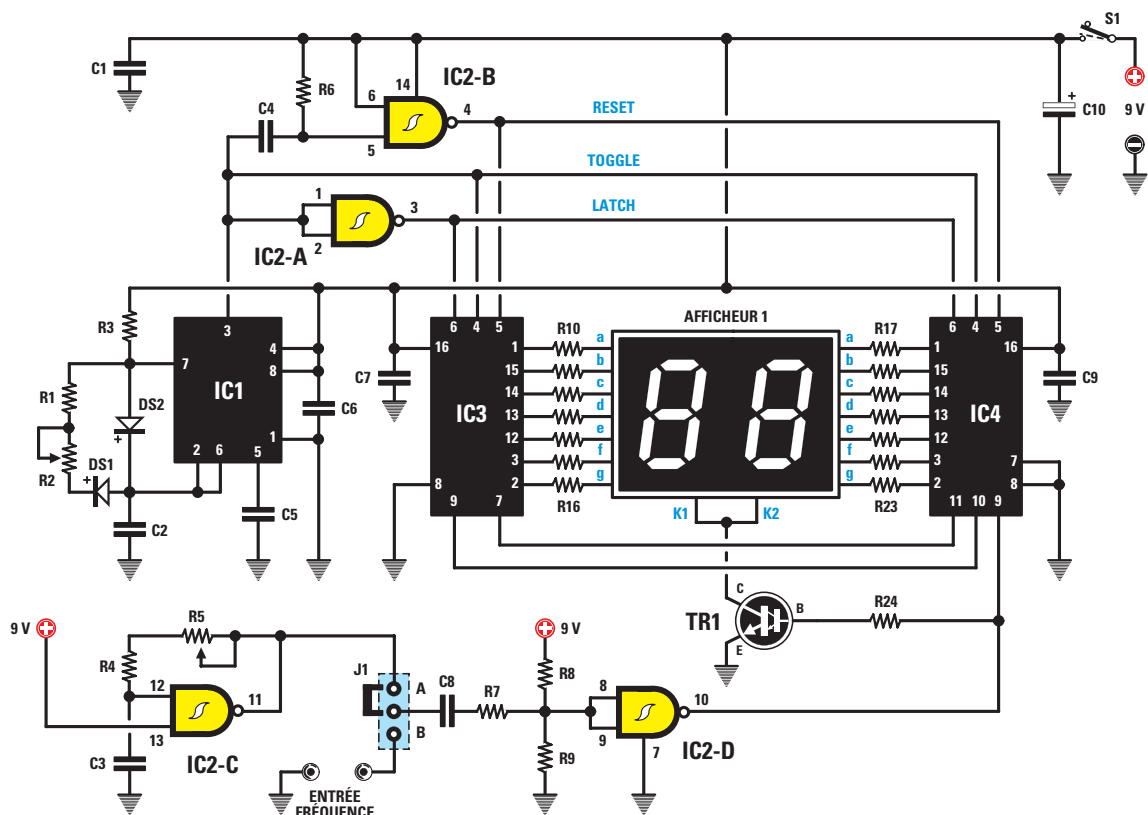 S1
C1
R6
IC2-B
14
6
4
5
C4
RESET
+
C10
9 V
TOGGLE
1
2
3
IC2-A
LATCH
R3
3
7
4
8
IC1
1
2
6
5
R1
R2
DS2
+
DS1
+
C2
C5
C6
C7
6
4
5
16
1
15
14
13
12
3
2
IC3
8
9
7
R10
R16
a
b
c
d
e
f
g
AFFICHEUR 1
88
K1
K2
a
b
c
d
e
f
g
R17
R23
6
4
5
1
15
14
13
12
3
2
16
IC4
7
8
11
10
9
C9
TR1
C
B
E
R24
9 V
R5
R4
12
13
11
IC2-C
C3
J1
A
B
C8
R7
9 V
R8
R9
8
9
10
7
IC2-D
ENTRÉE
FRÉQUENCE